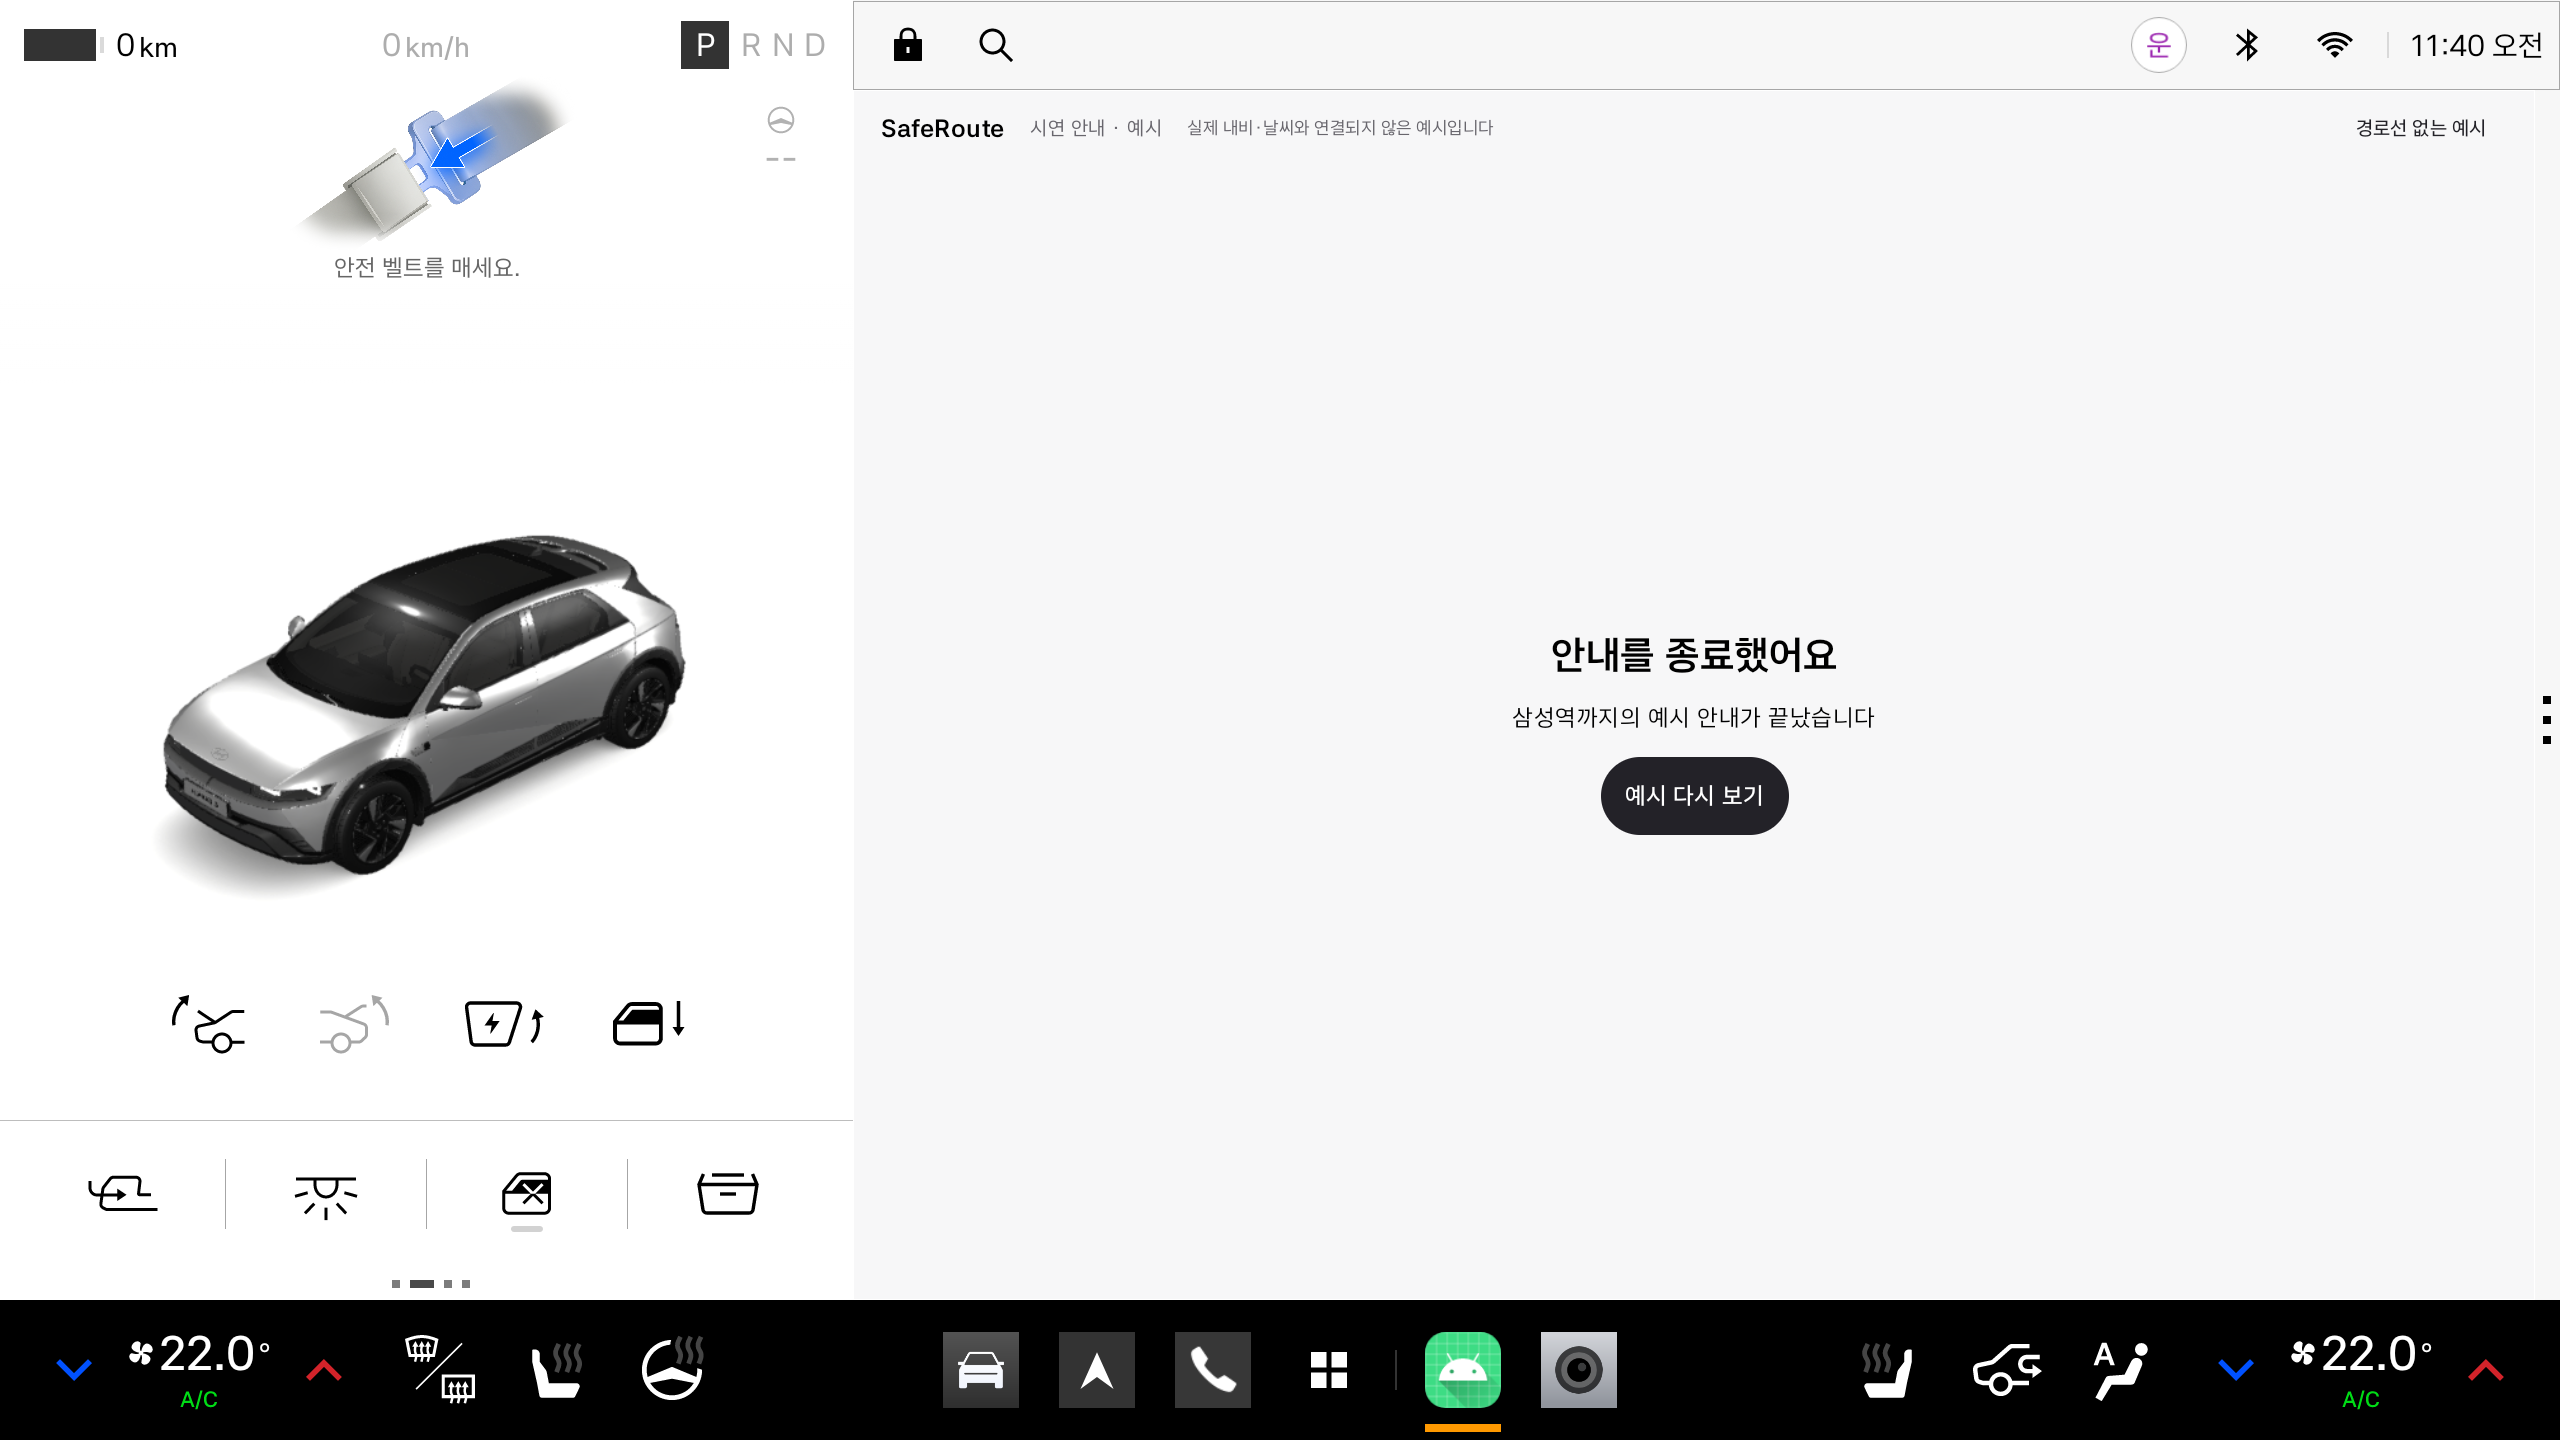 0 km
0 km/h
P R N D
운
11:40 오전
안전 벨트를 매세요.
SafeRoute 시연 안내 · 예시 실제 내비·날씨와 연결되지 않은 예시입니다
경로선 없는 예시
안내를 종료했어요
삼성역까지의 예시 안내가 끝났습니다
예시 다시 보기
22.0°
A/C
A
22.0°
A/C